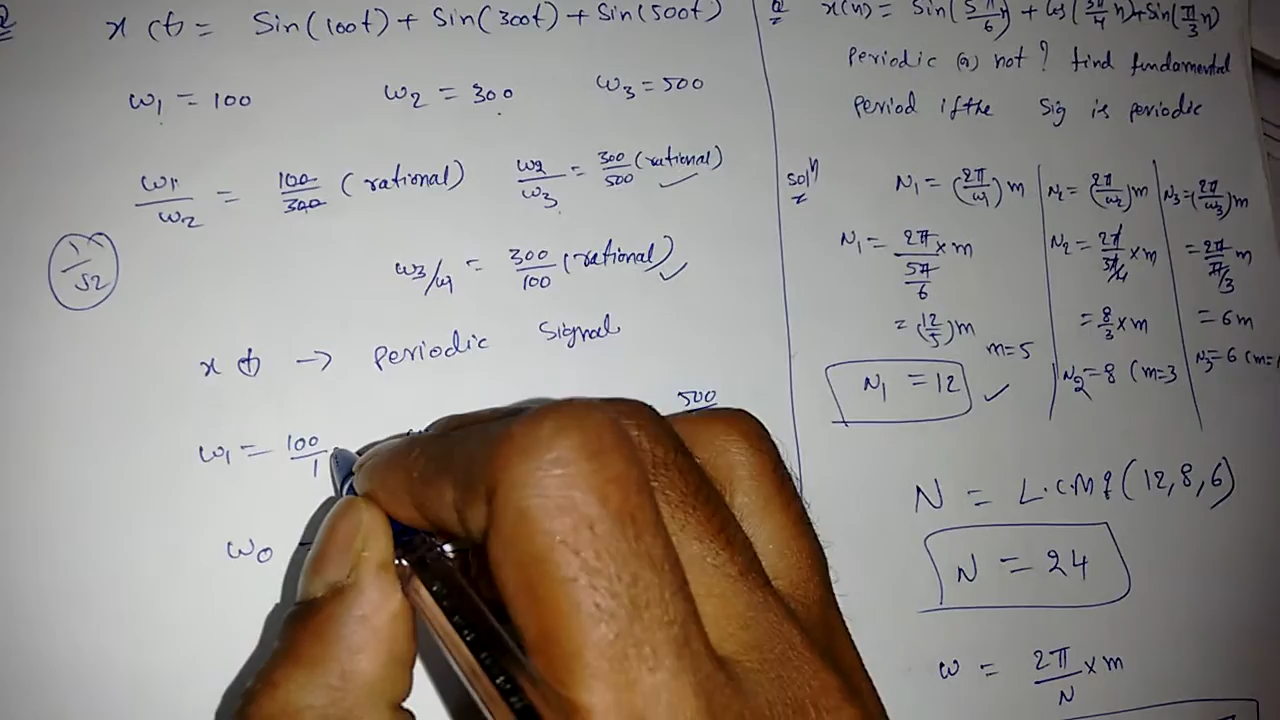 Q x(t) = Sin(100t) + Sin(300t) + Sin(500t)
ω1 = 100 ω2 = 300 ω3 = 500
ω1/ω2 = 100/300 (rational) ω2/ω3 = 300/500 (rational) ✓
1/√2
ω3/ω1 = 300/100 (rational) ✓
x(t) → periodic signal
ω1 = 100/1
500
ω0
Q x(n) = Sin(5π/6 n) + Cos(3π/4 n) + Sin(π/3 n)
Periodic (or) not? find fundamental
period if the Sig is periodic
Solⁿ N1 = (2π/ω1)m N2 = (2π/ω2)m N3 = (2π/ω3)m
N1 = 2π/(5π/6) × m N2 = 2π/(3π/4) × m = 2π/(π/3) m
= (12/5)m m=5 = 8/3 × m = 6m
N1 = 12 ✓ N2 = 8 (m=3 N3 = 6 (m=
N = L.C.M of (12, 8, 6)
N = 24
ω = 2π/N × m